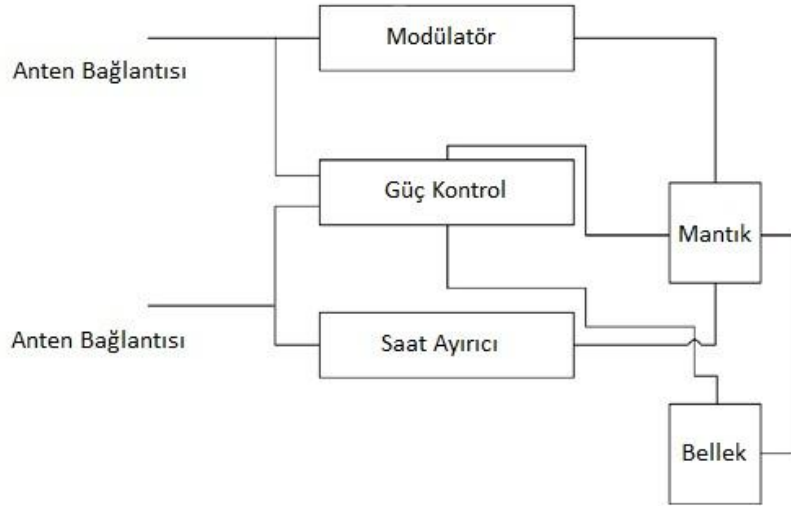 Modülatör
Anten Bağlantısı
Güç Kontrol
Mantık
Anten Bağlantısı
Saat Ayırıcı
Bellek